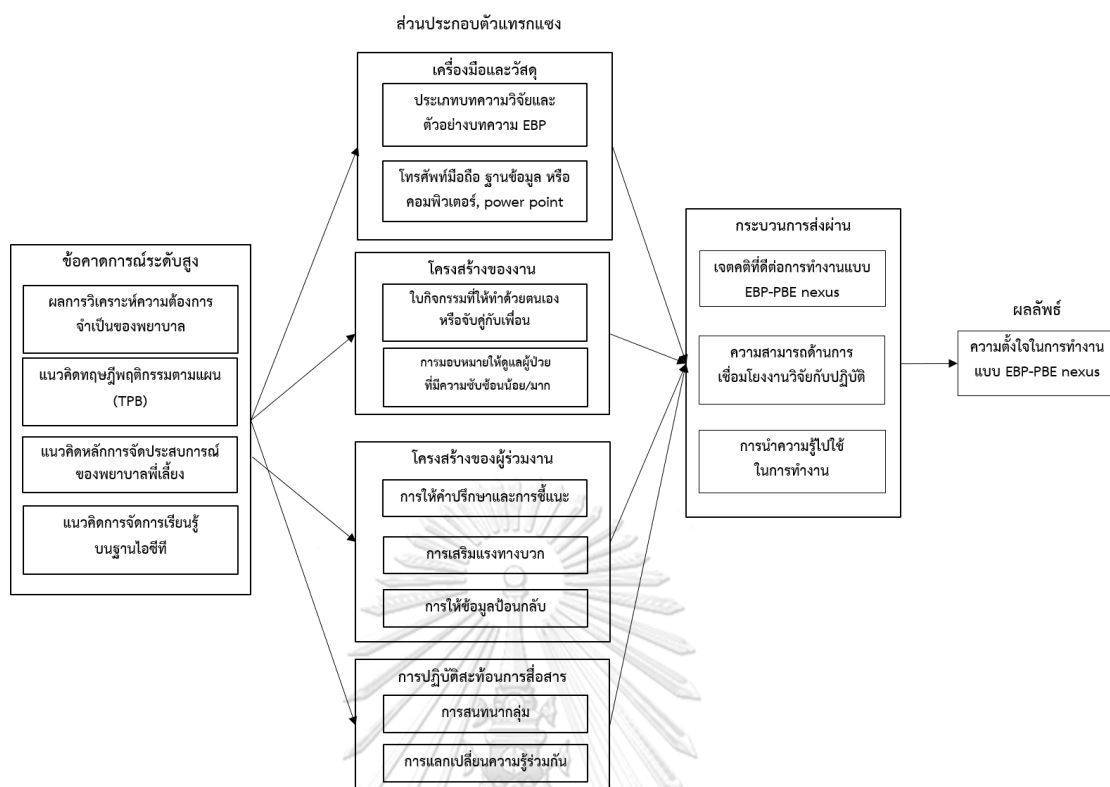 ส่วนประกอบตัวแทรกแซง
ข้อคาดการณ์ระดับสูง
ผลการวิเคราะห์ความต้องการ
จำเป็นของพยาบาล
แนวคิดทฤษฎีพฤติกรรมตามแผน
(TPB)
แนวคิดหลักการจัดประสบการณ์
ของพยาบาลพี่เลี้ยง
แนวคิดการจัดการเรียนรู้
บนฐานไอซีที
เครื่องมือและวัสดุ
ประเภทบทความวิจัยและ
ตัวอย่างบทความ EBP
โทรศัพท์มือถือ ฐานข้อมูล หรือ
คอมพิวเตอร์, power point
โครงสร้างของงาน
ใบกิจกรรมที่ให้ทำด้วยตนเอง
หรือจับคู่กับเพื่อน
การมอบหมายให้ดูแลผู้ป่วย
ที่มีความซับซ้อนน้อย/มาก
โครงสร้างของผู้ร่วมงาน
การให้คำปรึกษาและการชี้แนะ
การเสริมแรงทางบวก
การให้ข้อมูลป้อนกลับ
การปฏิบัติสะท้อนการสื่อสาร
การสนทนากลุ่ม
การแลกเปลี่ยนความรู้ร่วมกัน
กระบวนการส่งผ่าน
เจตคติที่ดีต่อการทำงานแบบ
EBP-PBE nexus
ความสามารถด้านการ
เชื่อมโยงงานวิจัยกับปฏิบัติ
การนำความรู้ไปใช้
ในการทำงาน
ผลลัพธ์
ความตั้งใจในการทำงาน
แบบ EBP-PBE nexus